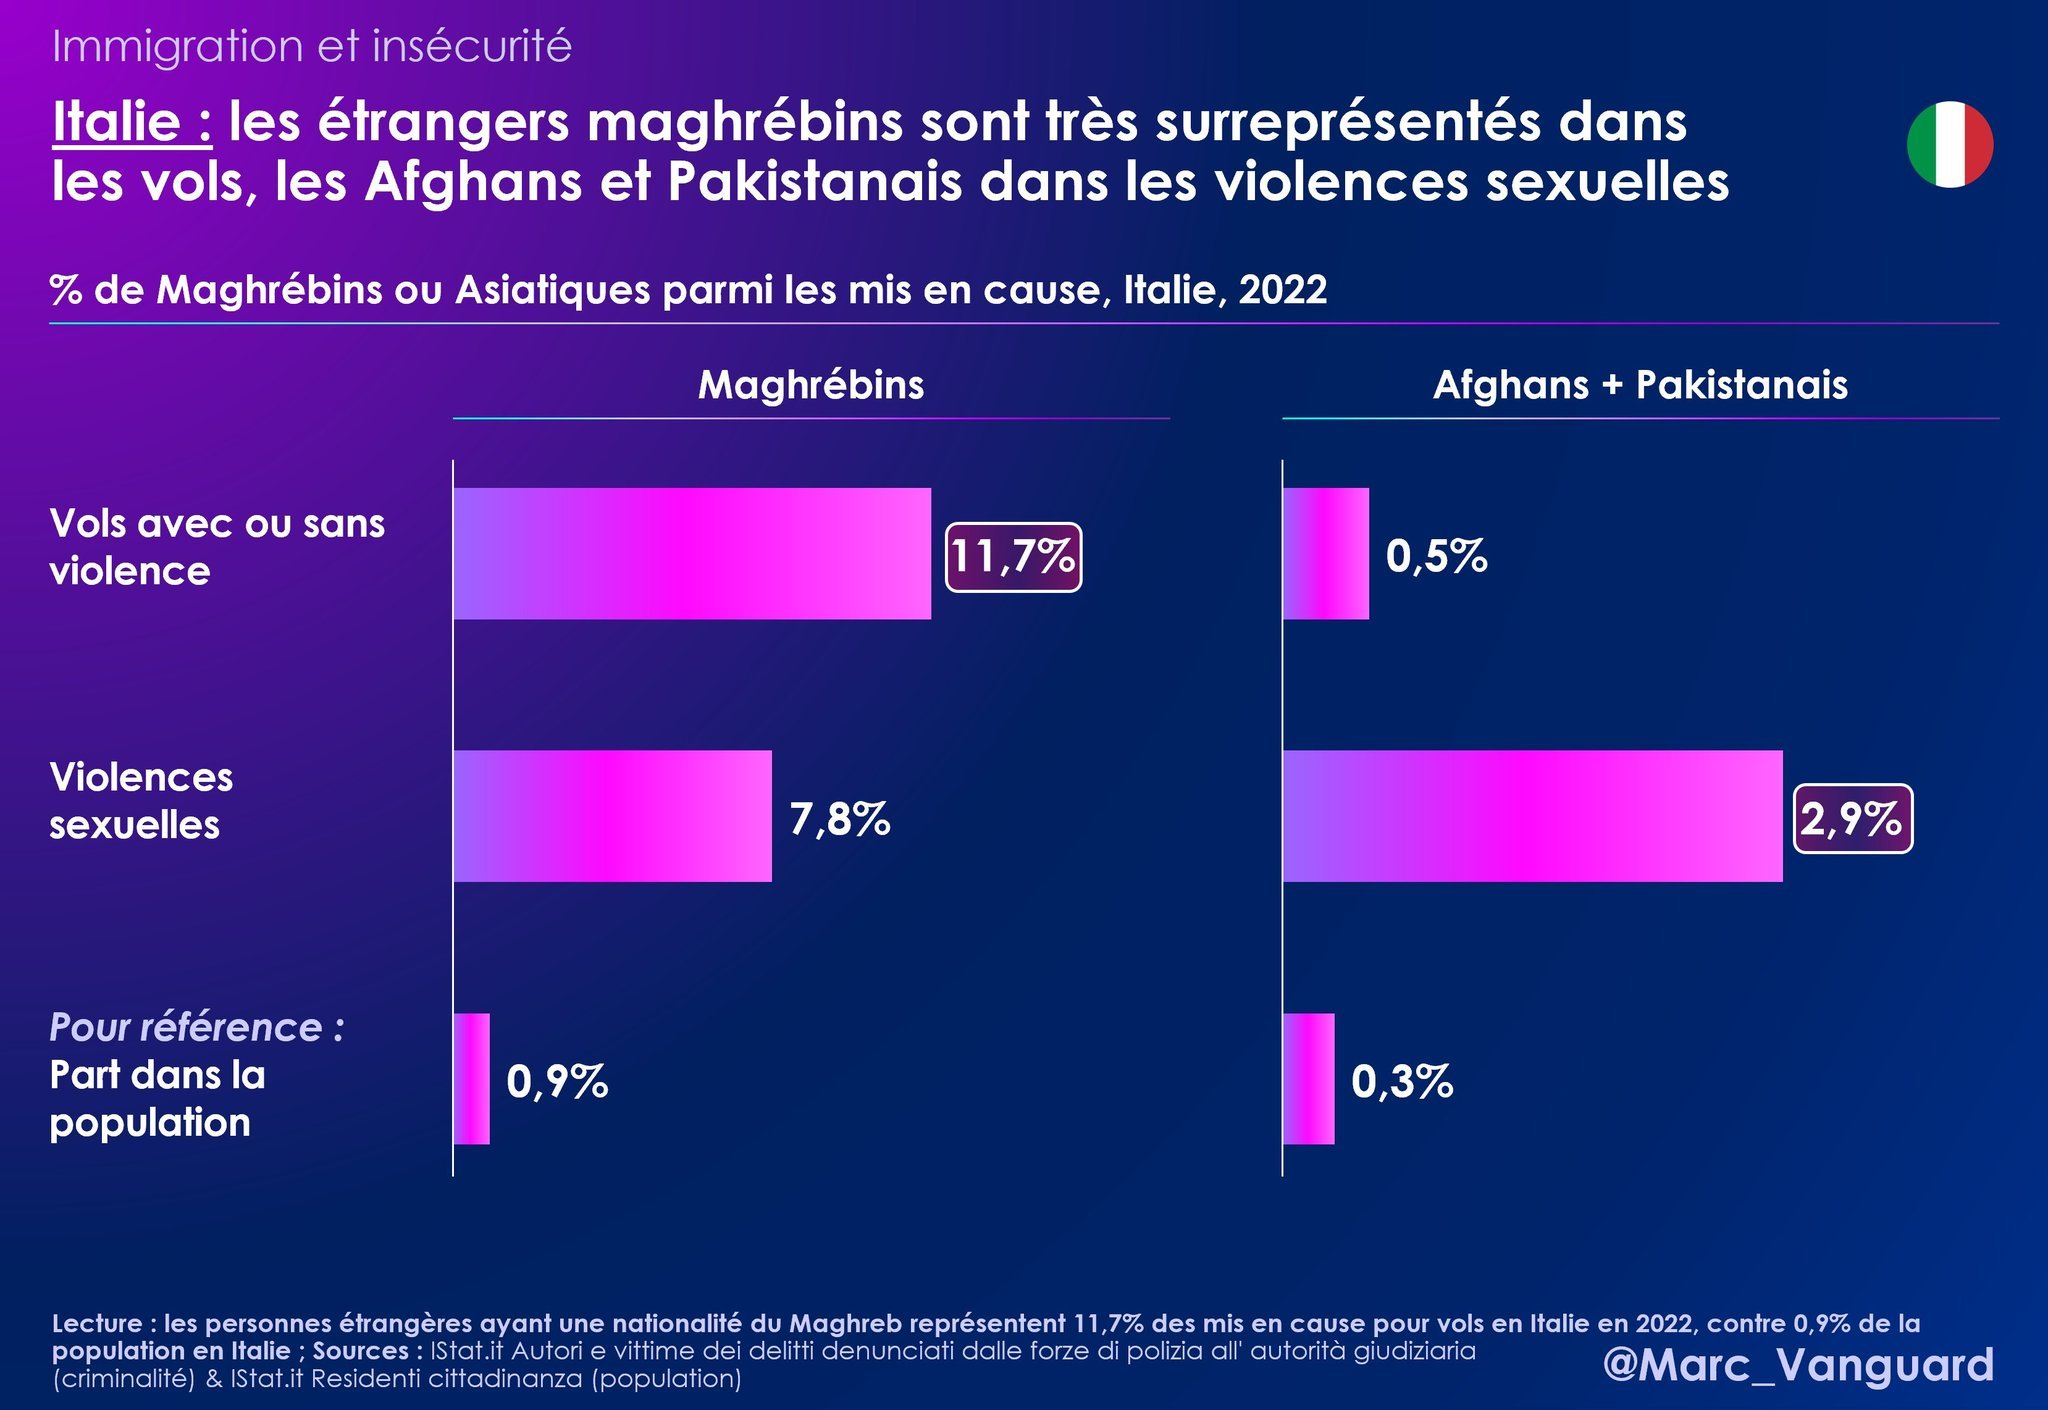 Immigration et insécurité
Italie : les étrangers maghrébins sont très surreprésentés dans
les vols, les Afghans et Pakistanais dans les violences sexuelles
% de Maghrébins ou Asiatiques parmi les mis en cause, Italie, 2022
Maghrébins
Afghans + Pakistanais
Vols avec ou sans
violence
11,7%
0,5%
Violences
sexuelles
7,8%
2,9%
Pour référence :
Part dans la
population
0,9%
0,3%
Lecture : les personnes étrangères ayant une nationalité du Maghreb représentent 11,7% des mis en cause pour vols en Italie en 2022, contre 0,9% de la
population en Italie ; Sources : IStat.it Autori e vittime dei delitti denunciati dalle forze di polizia all' autorità giudiziaria
(criminalité) & IStat.it Residenti cittadinanza (population)
@Marc_Vanguard